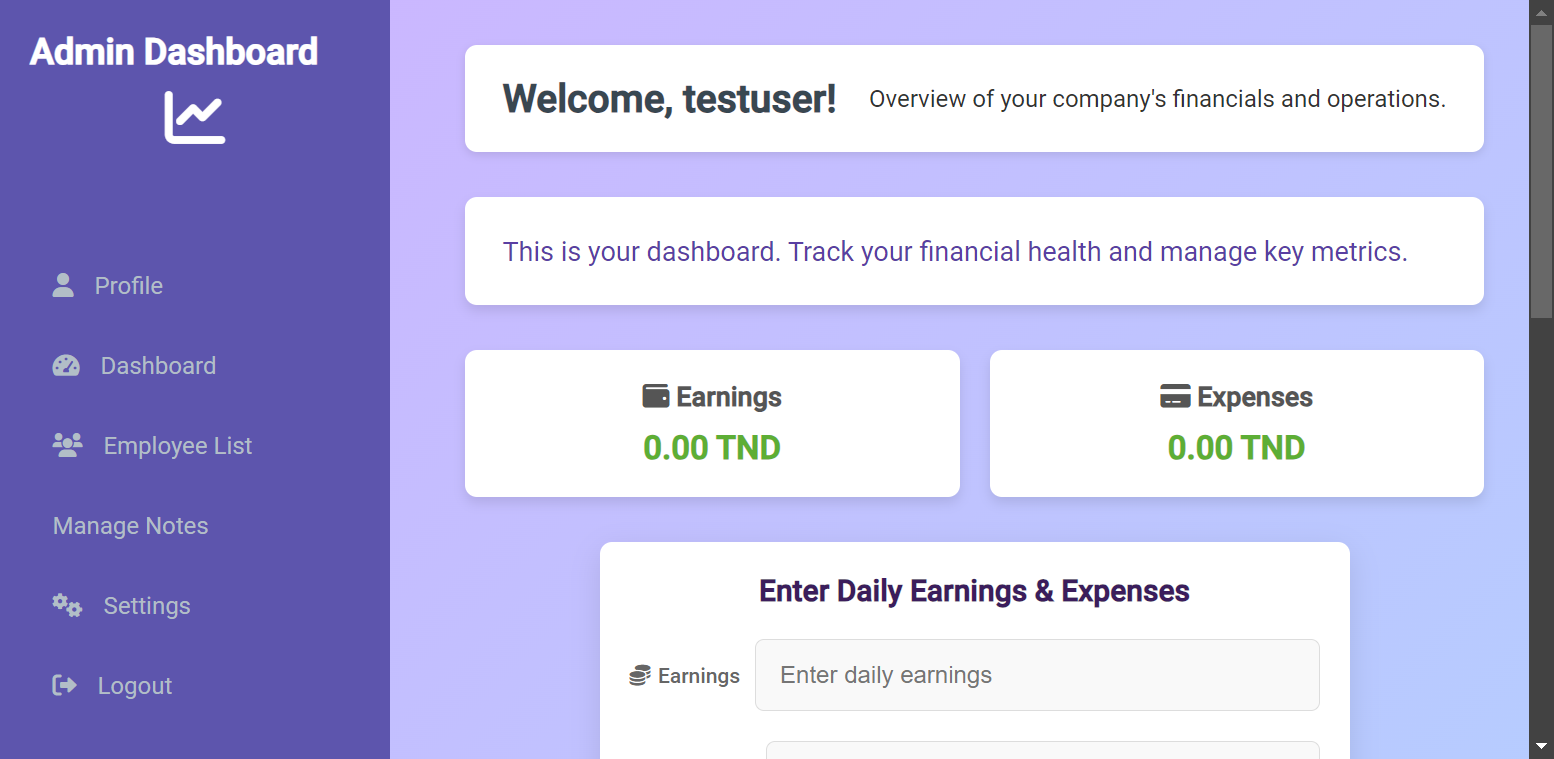 Admin Dashboard
Profile
Dashboard
Employee List
Manage Notes
Settings
Logout
Welcome, testuser! Overview of your company's financials and operations.
This is your dashboard. Track your financial health and manage key metrics.
Earnings
0.00 TND
Expenses
0.00 TND
Enter Daily Earnings & Expenses
Earnings Enter daily earnings